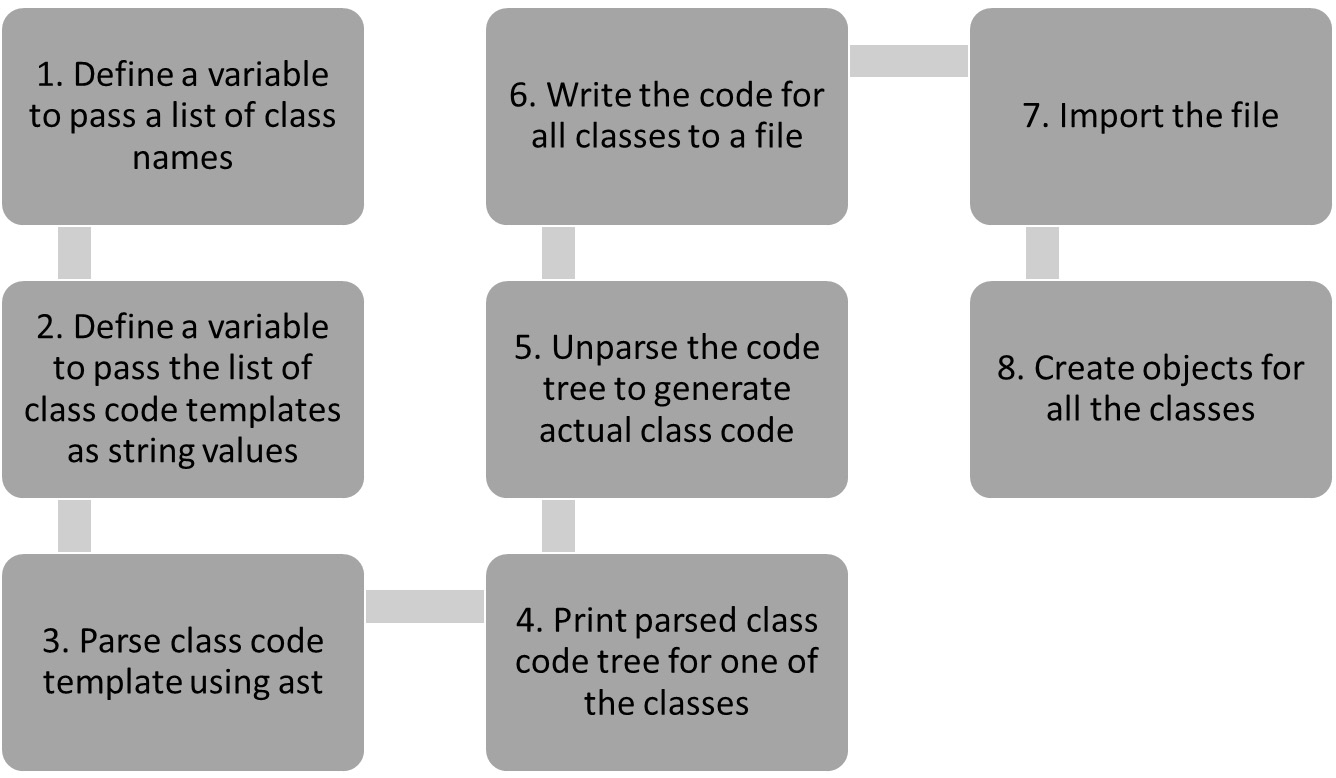 1. Define a variable
to pass a list of class
names
2. Define a variable
to pass the list of
class code templates
as string values
3. Parse class code
template using ast
4. Print parsed class
code tree for one of
the classes
5. Unparse the code
tree to generate
actual class code
6. Write the code for
all classes to a file
7. Import the file
8. Create objects for
all the classes